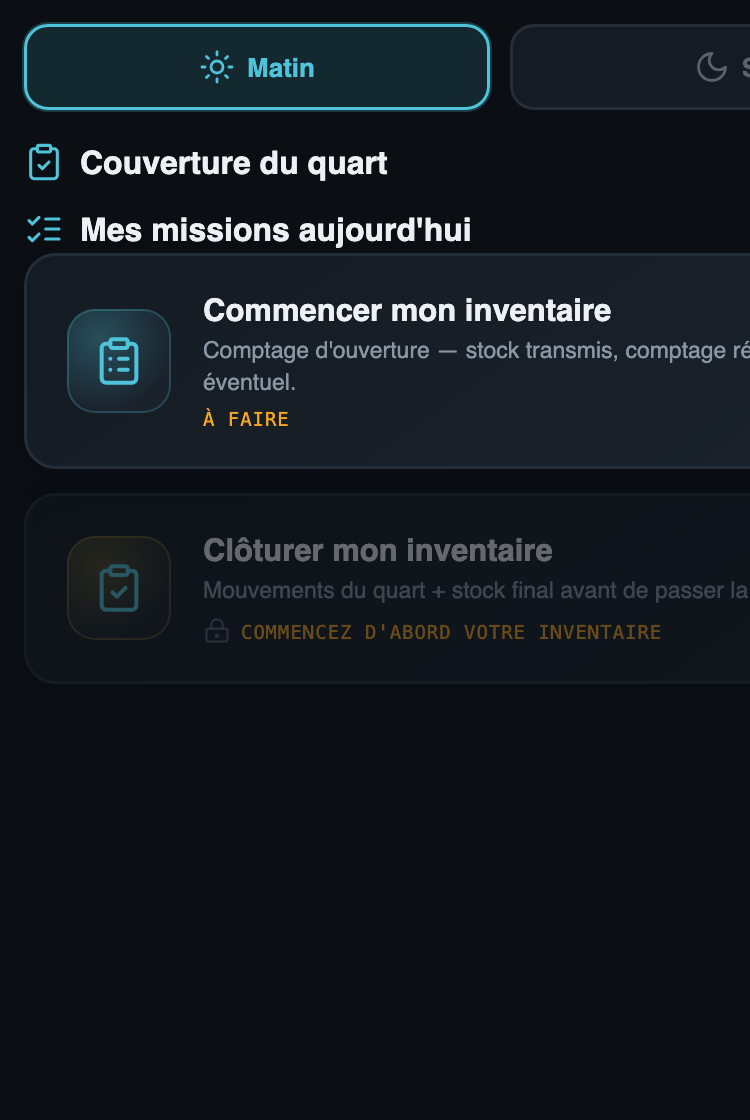 Matin
Couverture du quart
Mes missions aujourd'hui
Commencer mon inventaire
Comptage d'ouverture — stock transmis, comptage
éventuel.
À FAIRE
Clôturer mon inventaire
Mouvements du quart + stock final avant de passer la
COMMENCEZ D'ABORD VOTRE INVENTAIRE